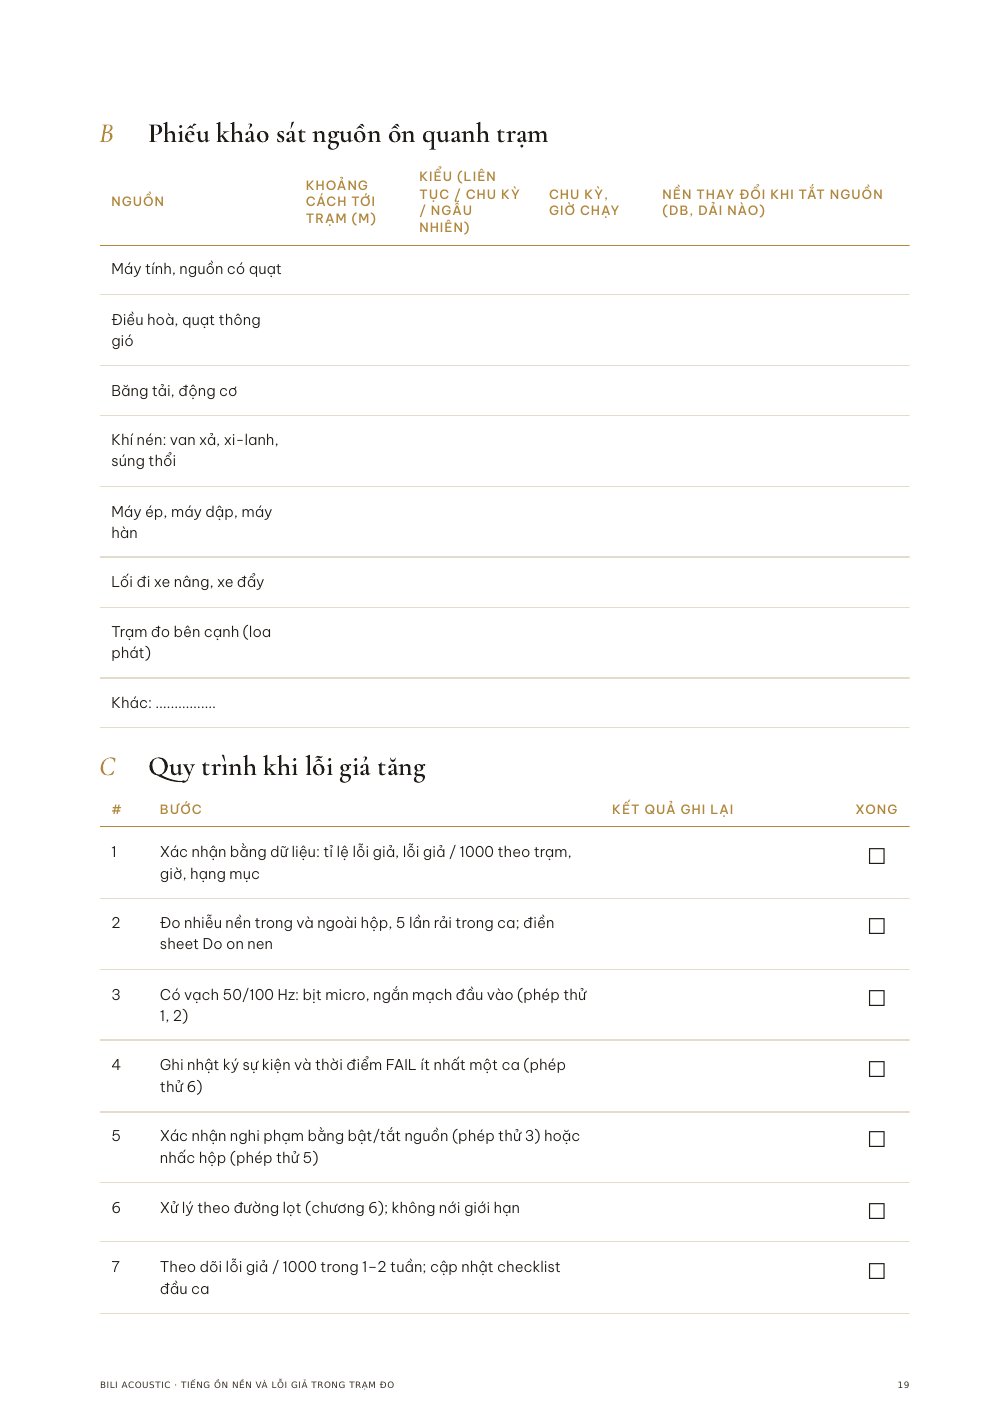 B Phiếu khảo sát nguồn ồn quanh trạm
NGUỒN
KHOẢNG
CÁCH TỚI
TRẠM (M)
KIỂU (LIÊN
TỤC / CHU KỲ
/ NGẪU
NHIÊN)
CHU KỲ,
GIỜ CHẠY
NỀN THAY ĐỔI KHI TẮT NGUỒN
(DB, DẢI NÀO)
Máy tính, nguồn có quạt
Điều hoà, quạt thông
gió
Băng tải, động cơ
Khí nén: van xả, xi-lanh,
súng thổi
Máy ép, máy dập, máy
hàn
Lối đi xe nâng, xe đẩy
Trạm đo bên cạnh (loa
phát)
Khác: ................
C Quy trình khi lỗi giả tăng
# BƯỚC KẾT QUẢ GHI LẠI XONG
1 Xác nhận bằng dữ liệu: tỉ lệ lỗi giả, lỗi giả / 1000 theo trạm,
giờ, hạng mục
2 Đo nhiễu nền trong và ngoài hộp, 5 lần rải trong ca; điền
sheet Do on nen
3 Có vạch 50/100 Hz: bịt micro, ngắn mạch đầu vào (phép thử
1, 2)
4 Ghi nhật ký sự kiện và thời điểm FAIL ít nhất một ca (phép
thử 6)
5 Xác nhận nghi phạm bằng bật/tắt nguồn (phép thử 3) hoặc
nhấc hộp (phép thử 5)
6 Xử lý theo đường lọt (chương 6); không nới giới hạn
7 Theo dõi lỗi giả / 1000 trong 1–2 tuần; cập nhật checklist
đầu ca
BILI ACOUSTIC · TIẾNG ỒN NỀN VÀ LỖI GIẢ TRONG TRẠM ĐO 19